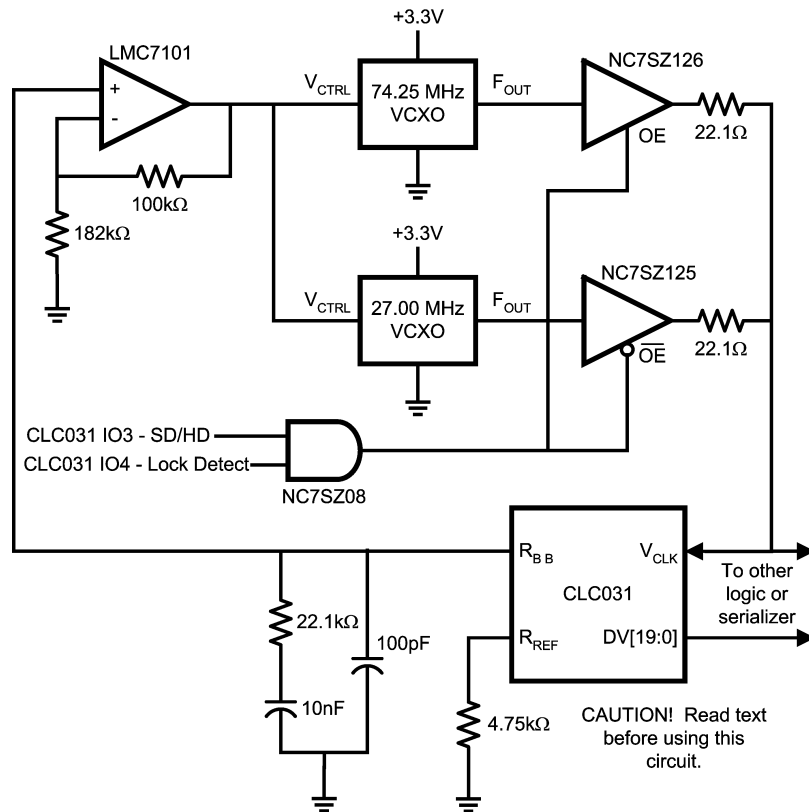 +3.3V
LMC7101
NC7SZ126
+
-
V_CTRL
74.25 MHz
VCXO
F_OUT
OE
22.1Ω
100kΩ
182kΩ
+3.3V
NC7SZ125
V_CTRL
27.00 MHz
VCXO
F_OUT
O̅E̅
22.1Ω
CLC031 IO3 - SD/HD
CLC031 IO4 - Lock Detect
NC7SZ08
R_BB
V_CLK
CLC031
To other
logic or
serializer
R_REF
DV[19:0]
22.1kΩ
100pF
10nF
4.75kΩ
CAUTION! Read text
before using this
circuit.